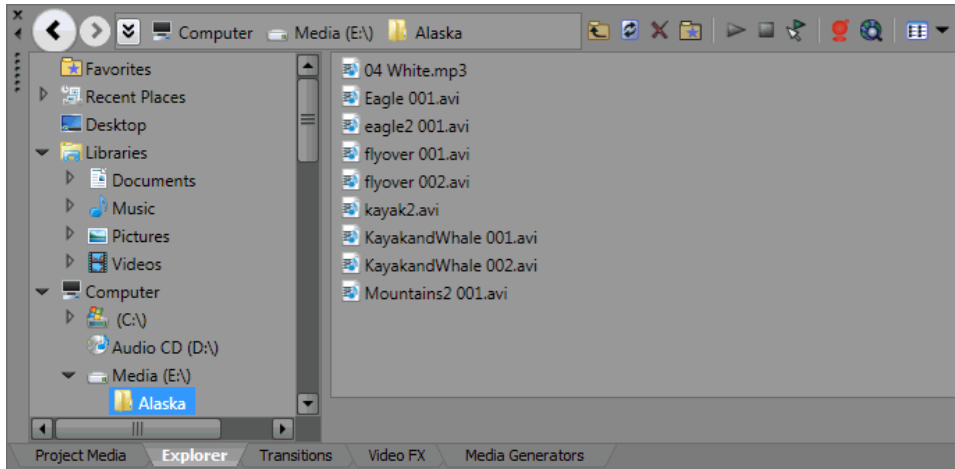 Computer Media (E:\) Alaska
Favorites
Recent Places
Desktop
Libraries
Documents
Music
Pictures
Videos
Computer
(C:\)
Audio CD (D:\)
Media (E:\)
Alaska
04 White.mp3
Eagle 001.avi
eagle2 001.avi
flyover 001.avi
flyover 002.avi
kayak2.avi
KayakandWhale 001.avi
KayakandWhale 002.avi
Mountains2 001.avi
Project Media Explorer Transitions Video FX Media Generators